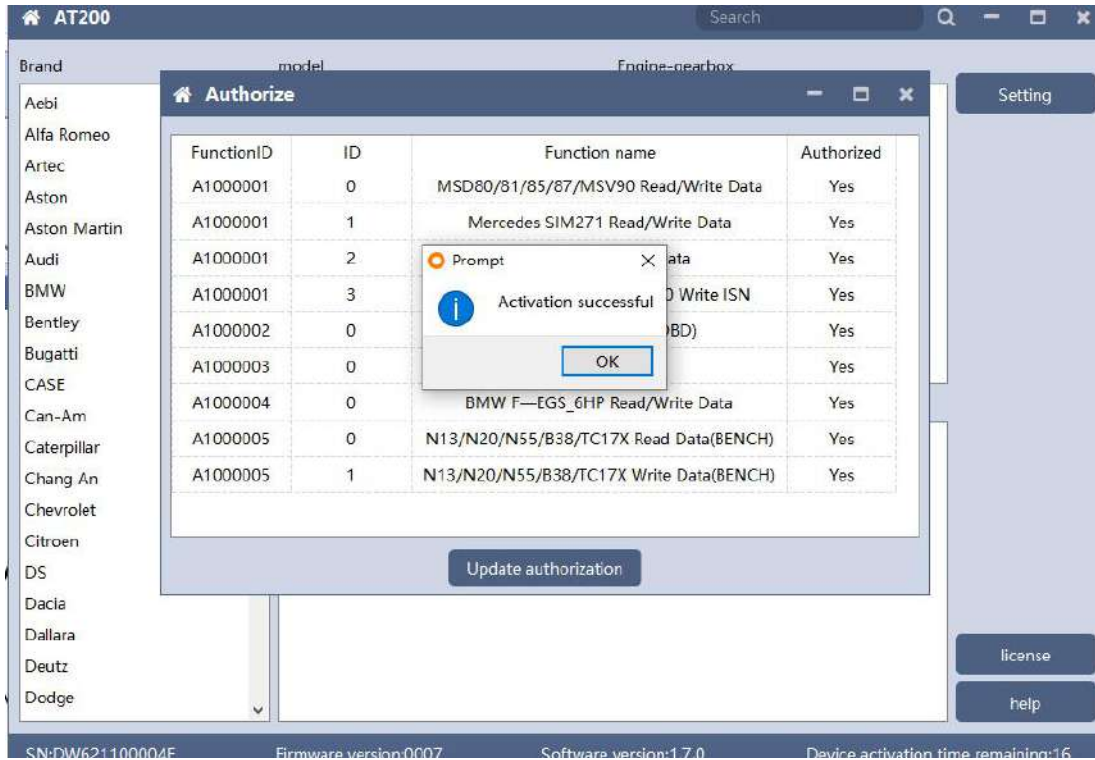 AT200
Search
Brand
model
Engine-gearbox
Setting
Aebi
Alfa Romeo
Artec
Aston
Aston Martin
Audi
BMW
Bentley
Bugatti
CASE
Can-Am
Caterpillar
Chang An
Chevrolet
Citroen
DS
Dacia
Dallara
Deutz
Dodge
Authorize
FunctionID ID Function name Authorized
A1000001 0 MSD80/81/85/87/MSV90 Read/Write Data Yes
A1000001 1 Mercedes SIM271 Read/Write Data Yes
A1000001 2 ata Yes
A1000001 3 Write ISN Yes
A1000002 0 BD) Yes
A1000003 0 Yes
A1000004 0 BMW F—EGS_6HP Read/Write Data Yes
A1000005 0 N13/N20/N55/B38/TC17X Read Data(BENCH) Yes
A1000005 1 N13/N20/N55/B38/TC17X Write Data(BENCH) Yes
Prompt
Activation successful
OK
Update authorization
license
help
SN:DW621100004F Firmware version:0007 Software version:1.7.0 Device activation time remaining:16